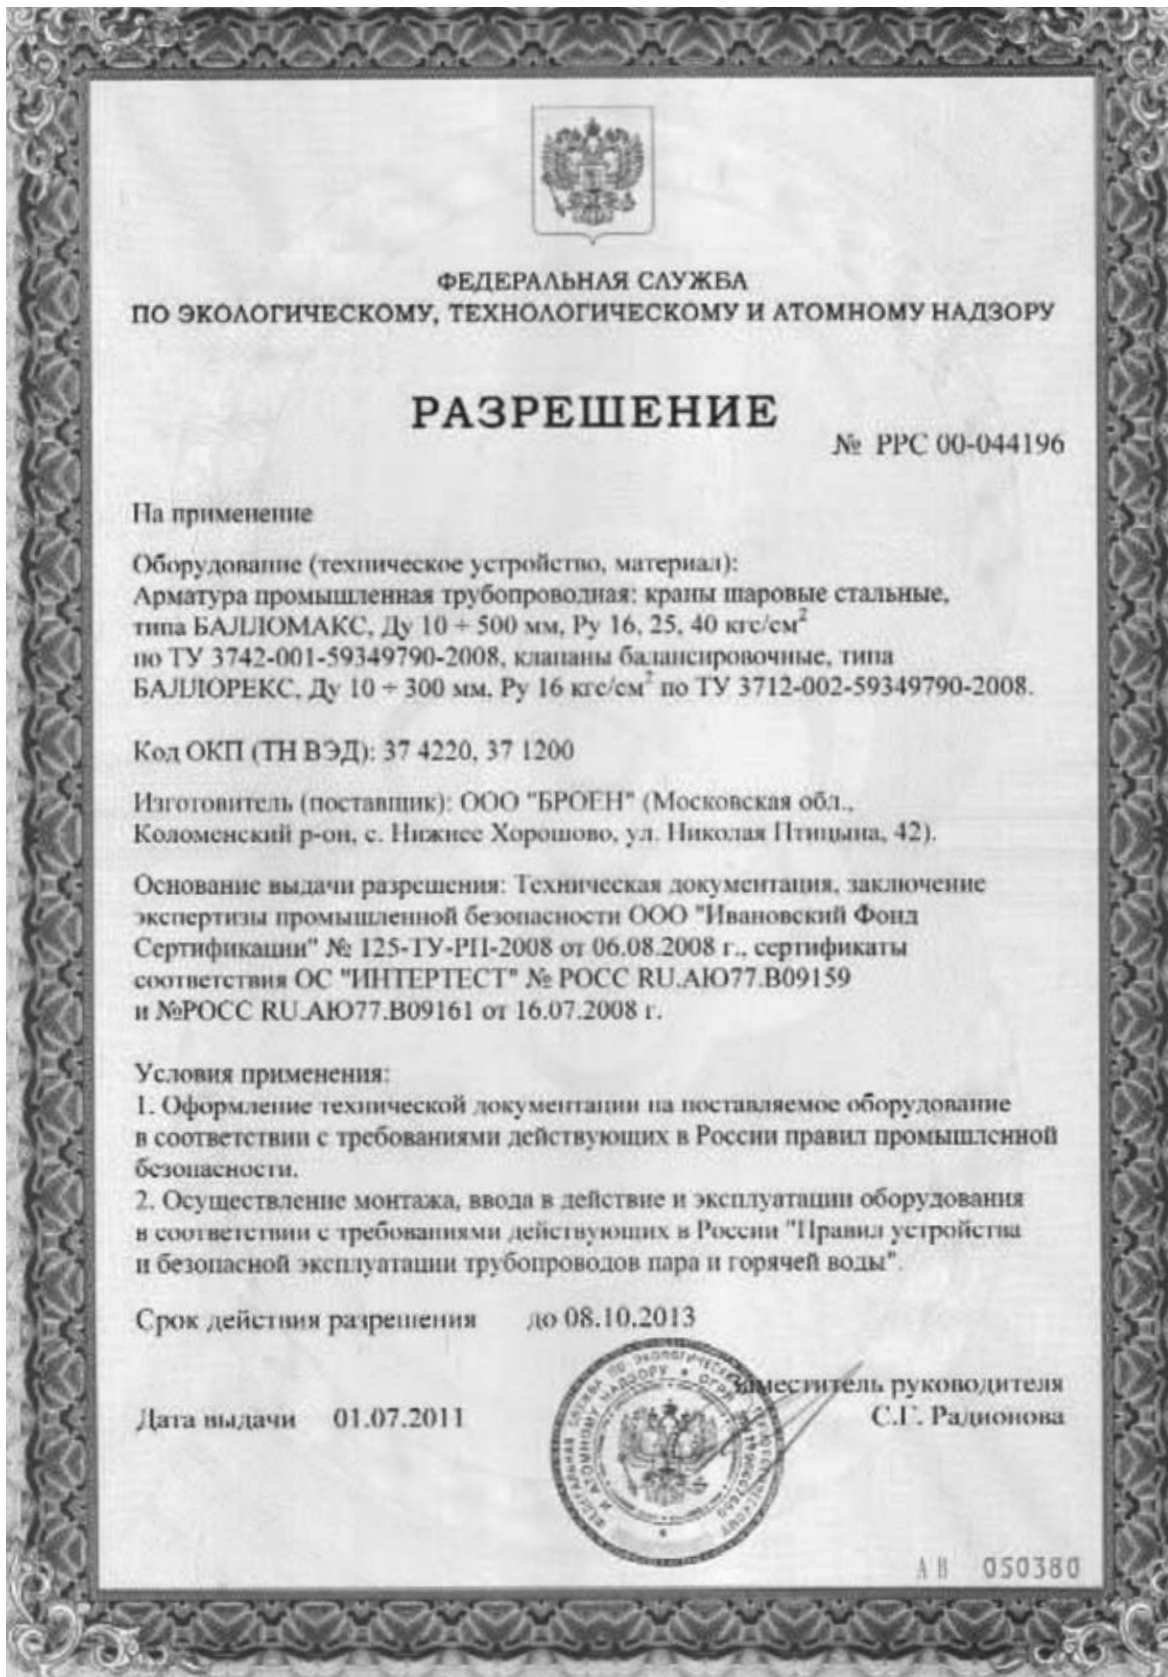 ФЕДЕРАЛЬНАЯ СЛУЖБА
ПО ЭКОЛОГИЧЕСКОМУ, ТЕХНОЛОГИЧЕСКОМУ И АТОМНОМУ НАДЗОРУ
РАЗРЕШЕНИЕ
№ РРС 00-044196
На применение
Оборудование (техническое устройство, материал):
Арматура промышленная трубопроводная: краны шаровые стальные,
типа БАЛЛОМАКС, Ду 10 ÷ 500 мм, Ру 16, 25, 40 кгс/см²
по ТУ 3742-001-59349790-2008, клапаны балансировочные, типа
БАЛЛОРЕКС, Ду 10 ÷ 300 мм, Ру 16 кгс/см² по ТУ 3712-002-59349790-2008.
Код ОКП (ТН ВЭД): 37 4220, 37 1200
Изготовитель (поставщик): ООО "БРОЕН" (Московская обл.,
Коломенский р-он, с. Нижнее Хорошово, ул. Николая Птицына, 42).
Основание выдачи разрешения: Техническая документация, заключение
экспертизы промышленной безопасности ООО "Ивановский Фонд
Сертификации" № 125-ТУ-РП-2008 от 06.08.2008 г., сертификаты
соответствия ОС "ИНТЕРТЕСТ" № РОСС RU.АЮ77.В09159
и №РОСС RU.АЮ77.В09161 от 16.07.2008 г.
Условия применения:
1. Оформление технической документации на поставляемое оборудование
в соответствии с требованиями действующих в России правил промышленной
безопасности.
2. Осуществление монтажа, ввода в действие и эксплуатации оборудования
в соответствии с требованиями действующих в России "Правил устройства
и безопасной эксплуатации трубопроводов пара и горячей воды".
Срок действия разрешения до 08.10.2013
Заместитель руководителя
Дата выдачи 01.07.2011 С.Г. Радионова
АВ 050380